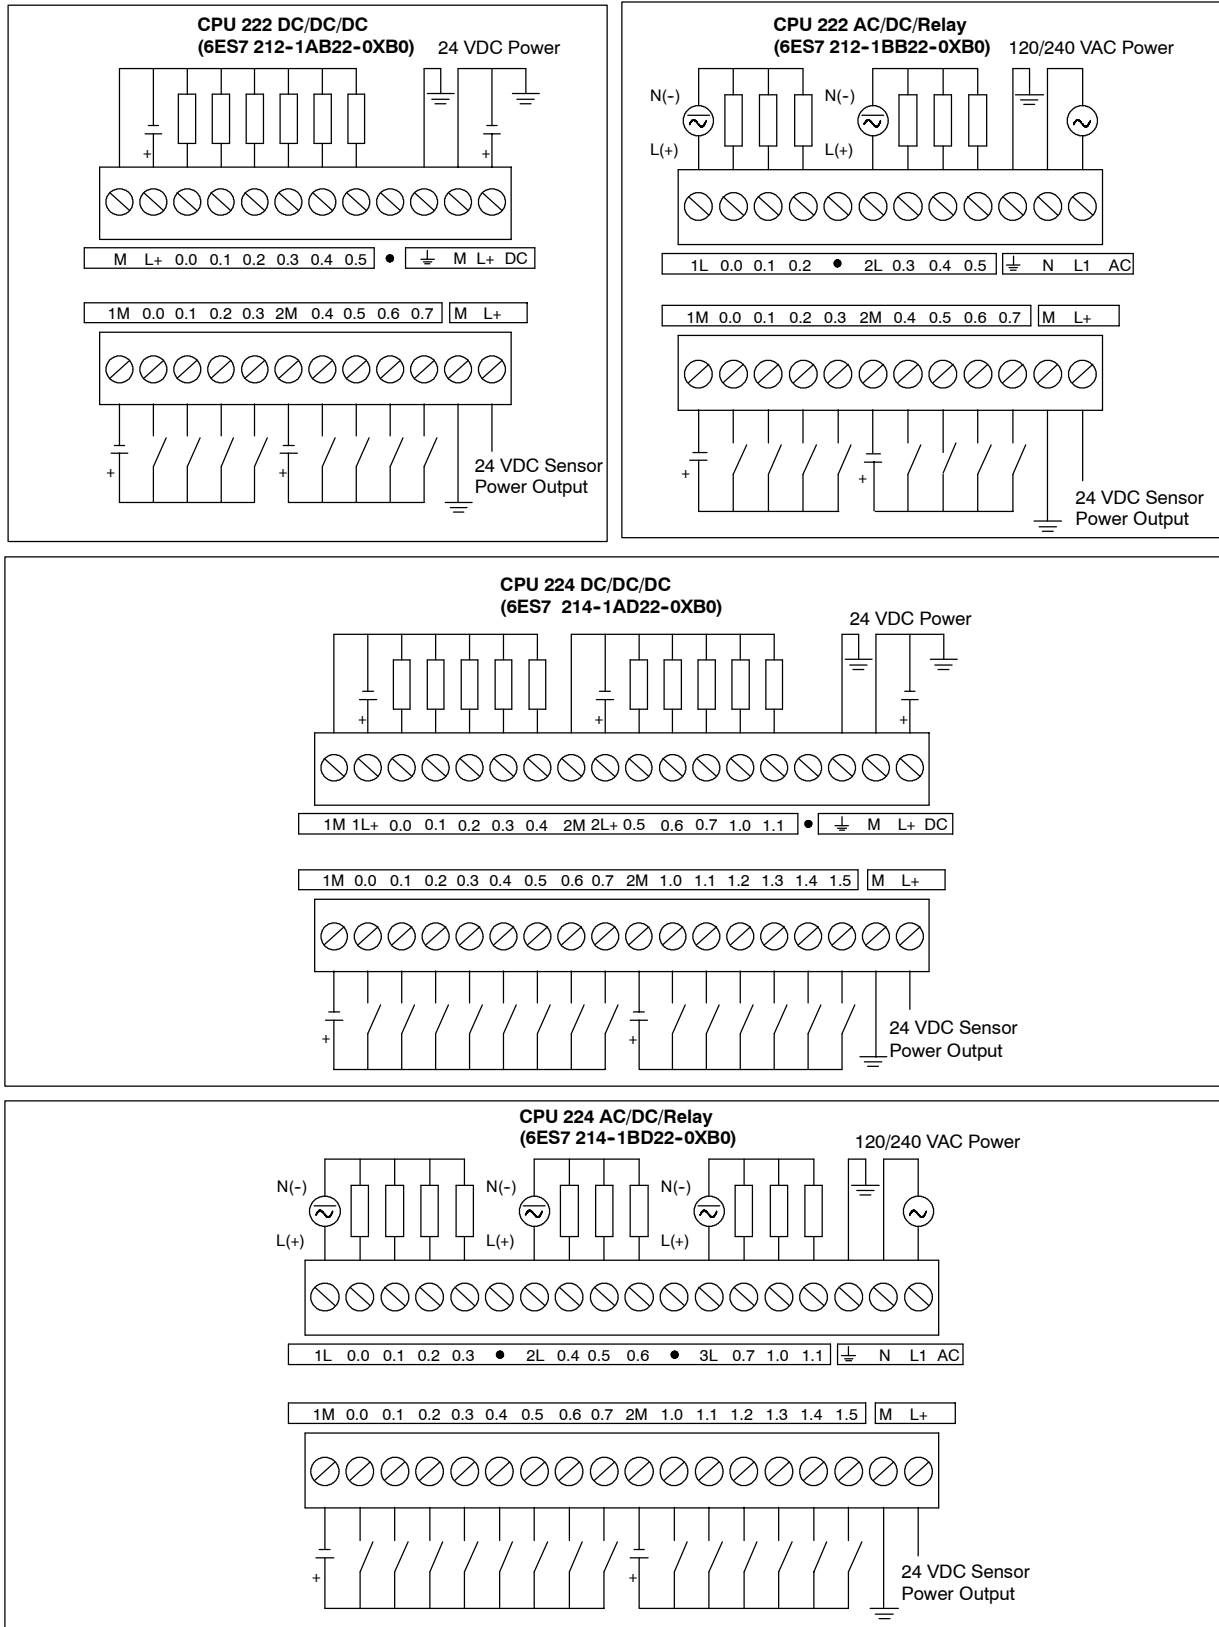 CPU 222 DC/DC/DC
(6ES7 212-1AB22-0XB0)
24 VDC Power
+
+
M L+ 0.0 0.1 0.2 0.3 0.4 0.5 ● ⏚ M L+ DC
1M 0.0 0.1 0.2 0.3 2M 0.4 0.5 0.6 0.7 M L+
+
+
24 VDC Sensor
Power Output
CPU 222 AC/DC/Relay
(6ES7 212-1BB22-0XB0)
120/240 VAC Power
N(-)
N(-)
L(+)
L(+)
1L 0.0 0.1 0.2 ● 2L 0.3 0.4 0.5 ⏚ N L1 AC
1M 0.0 0.1 0.2 0.3 2M 0.4 0.5 0.6 0.7 M L+
+
+
24 VDC Sensor
Power Output
CPU 224 DC/DC/DC
(6ES7 214-1AD22-0XB0)
24 VDC Power
+
+
+
1M 1L+ 0.0 0.1 0.2 0.3 0.4 2M 2L+ 0.5 0.6 0.7 1.0 1.1 ● ⏚ M L+ DC
1M 0.0 0.1 0.2 0.3 0.4 0.5 0.6 0.7 2M 1.0 1.1 1.2 1.3 1.4 1.5 M L+
+
+
24 VDC Sensor
Power Output
CPU 224 AC/DC/Relay
(6ES7 214-1BD22-0XB0)
120/240 VAC Power
N(-)
N(-)
N(-)
L(+)
L(+)
L(+)
1L 0.0 0.1 0.2 0.3 ● 2L 0.4 0.5 0.6 ● 3L 0.7 1.0 1.1 ⏚ N L1 AC
1M 0.0 0.1 0.2 0.3 0.4 0.5 0.6 0.7 2M 1.0 1.1 1.2 1.3 1.4 1.5 M L+
+
+
24 VDC Sensor
Power Output